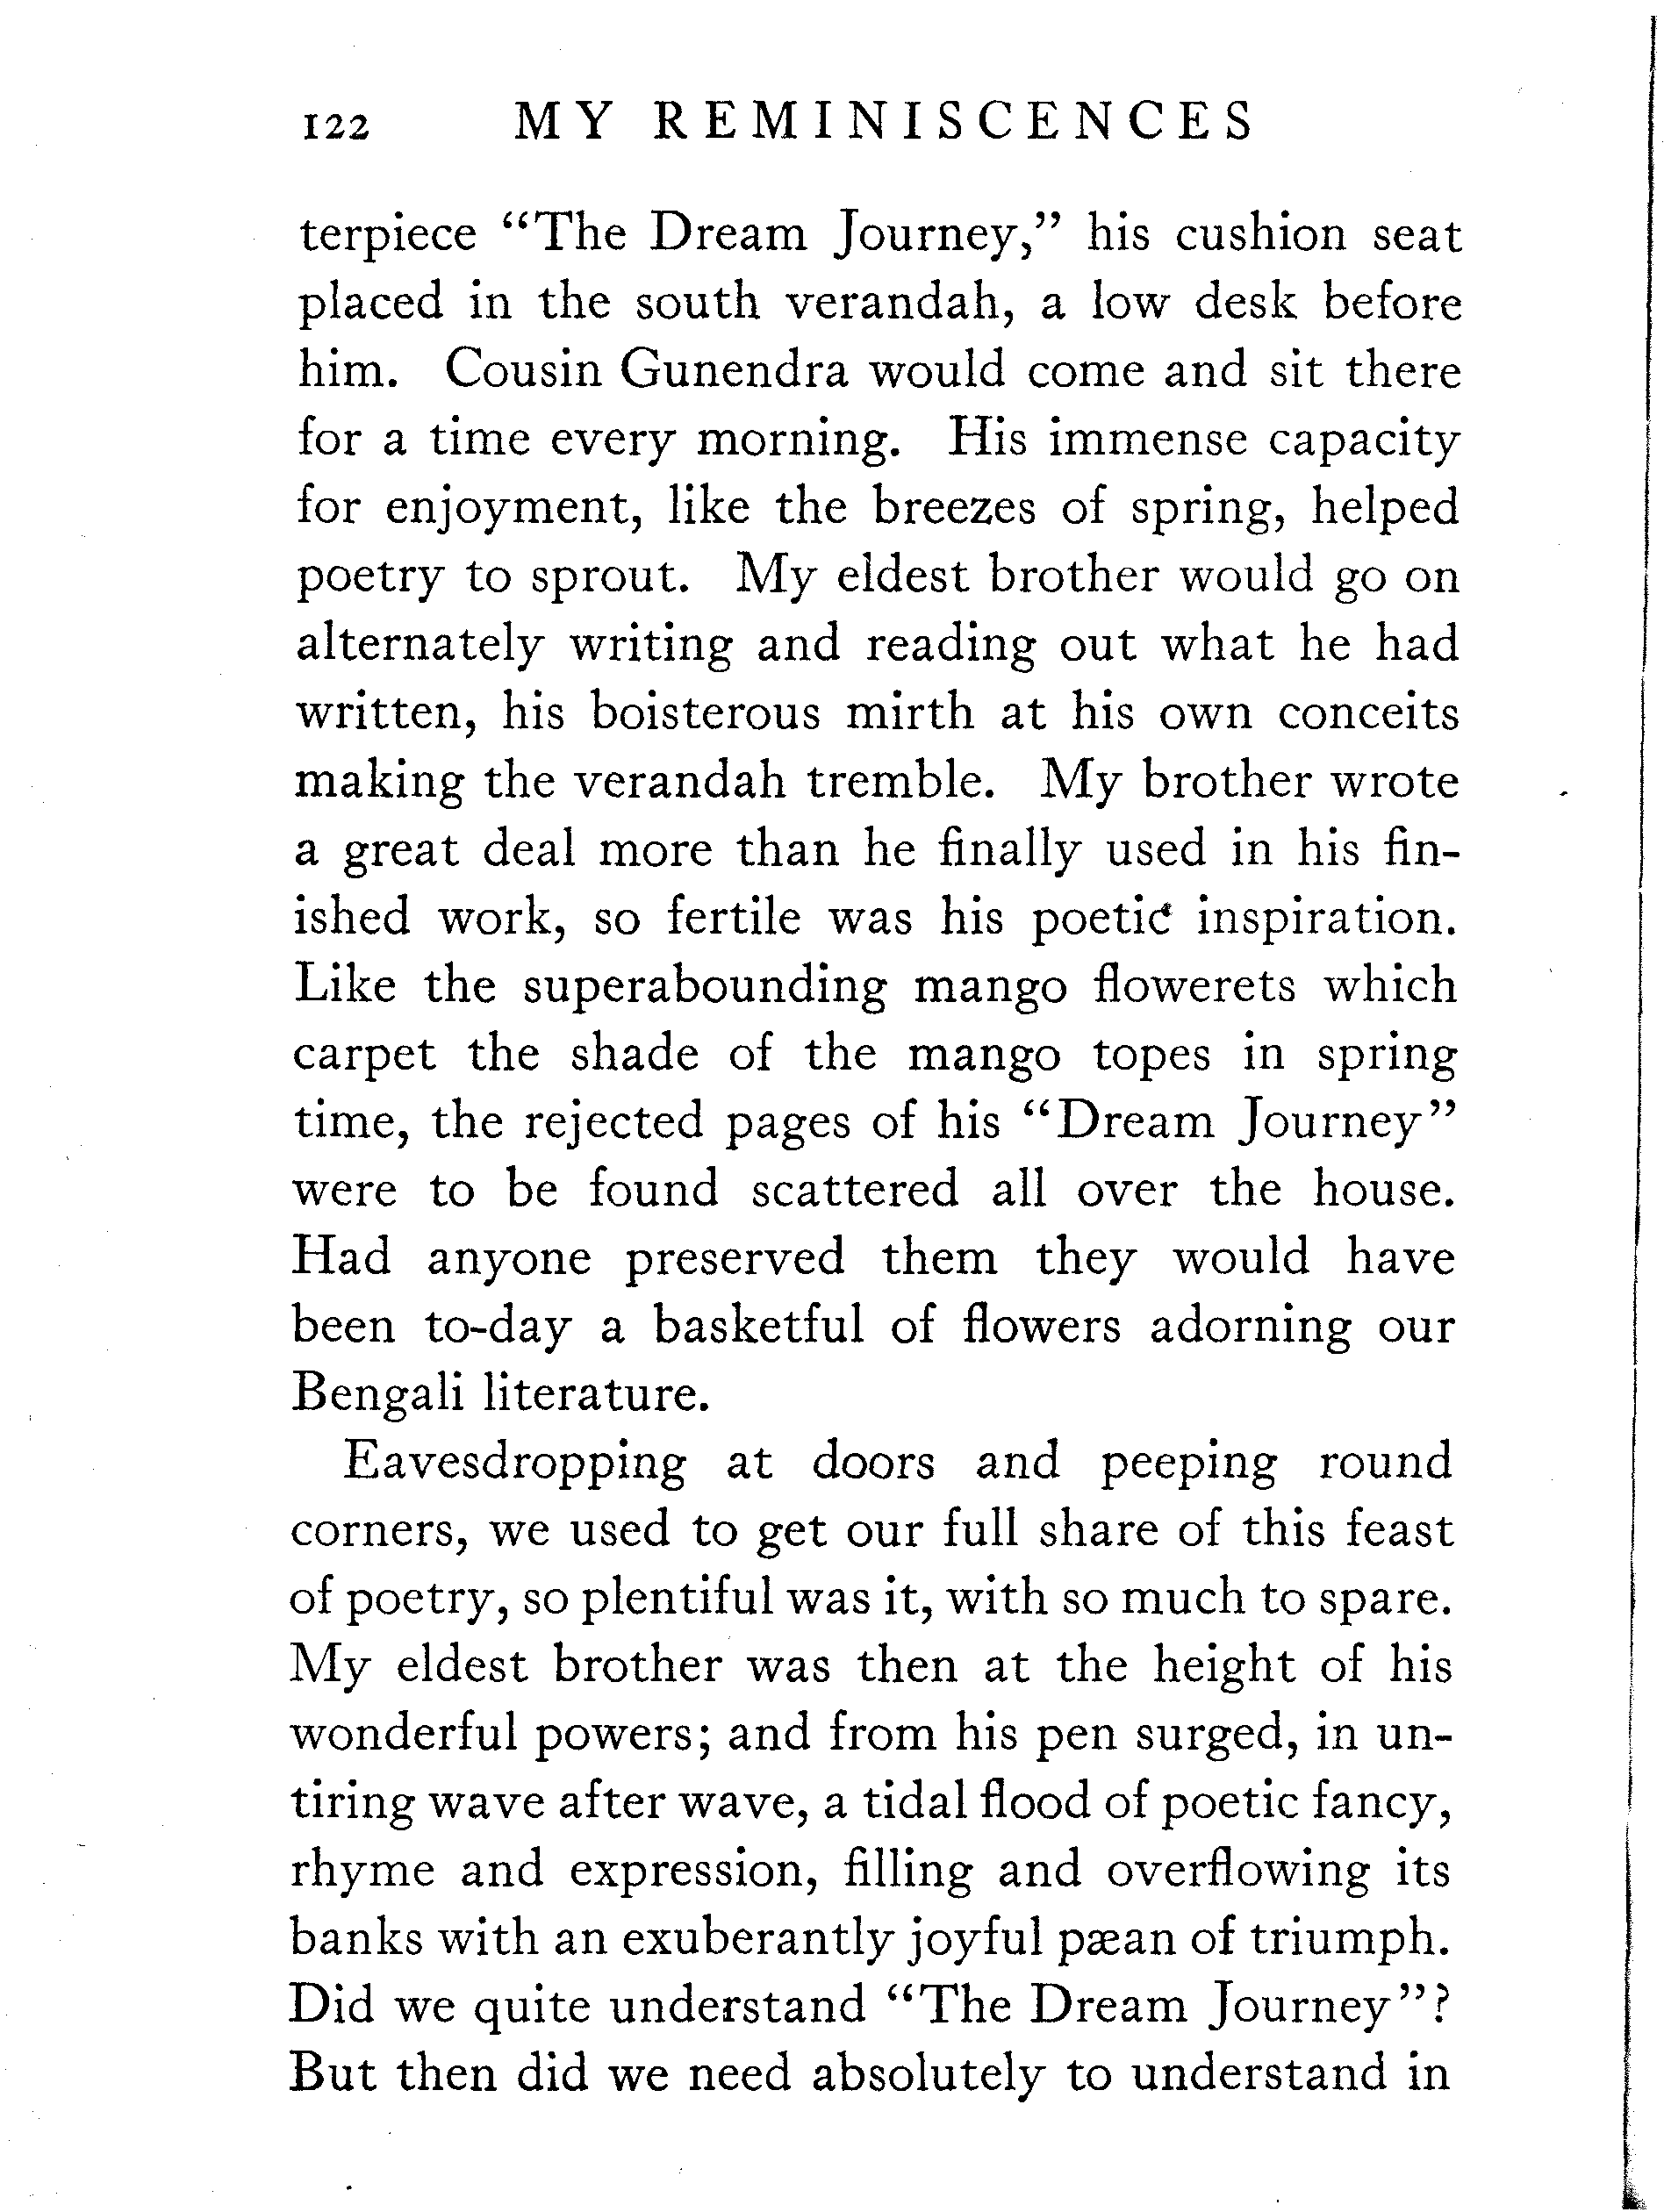 122 MY REMINISCENCES
terpiece “The Dream Journey,” his cushion seat
placed in the south verandah, a low desk before
him. Cousin Gunendra would come and sit there
for a time every morning. His immense capacity
for enjoyment, like the breezes of spring, helped
poetry to sprout. My eldest brother would go on
alternately writing and reading out what he had
written, his boisterous mirth at his own conceits
making the verandah tremble. My brother wrote
a great deal more than he finally used in his fin-
ished work, so fertile was his poetic inspiration.
Like the superabounding mango flowerets which
carpet the shade of the mango topes in spring
time, the rejected pages of his “Dream Journey”
were to be found scattered all over the house.
Had anyone preserved them they would have
been to-day a basketful of flowers adorning our
Bengali literature.
Eavesdropping at doors and peeping round
corners, we used to get our full share of this feast
of poetry, so plentiful was it, with so much to spare.
My eldest brother was then at the height of his
wonderful powers; and from his pen surged, in un-
tiring wave after wave, a tidal flood of poetic fancy,
rhyme and expression, filling and overflowing its
banks with an exuberantly joyful pæan of triumph.
Did we quite understand “The Dream Journey”?
But then did we need absolutely to understand in